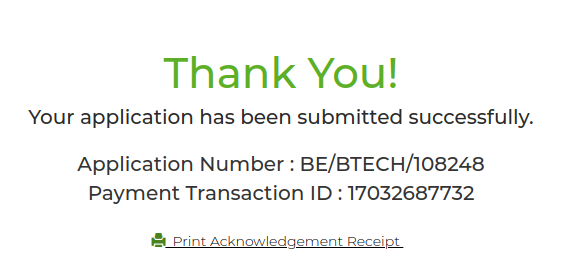 Thank You!
Your application has been submitted successfully.
Application Number : BE/BTECH/108248
Payment Transaction ID : 17032687732
Print Acknowledgement Receipt